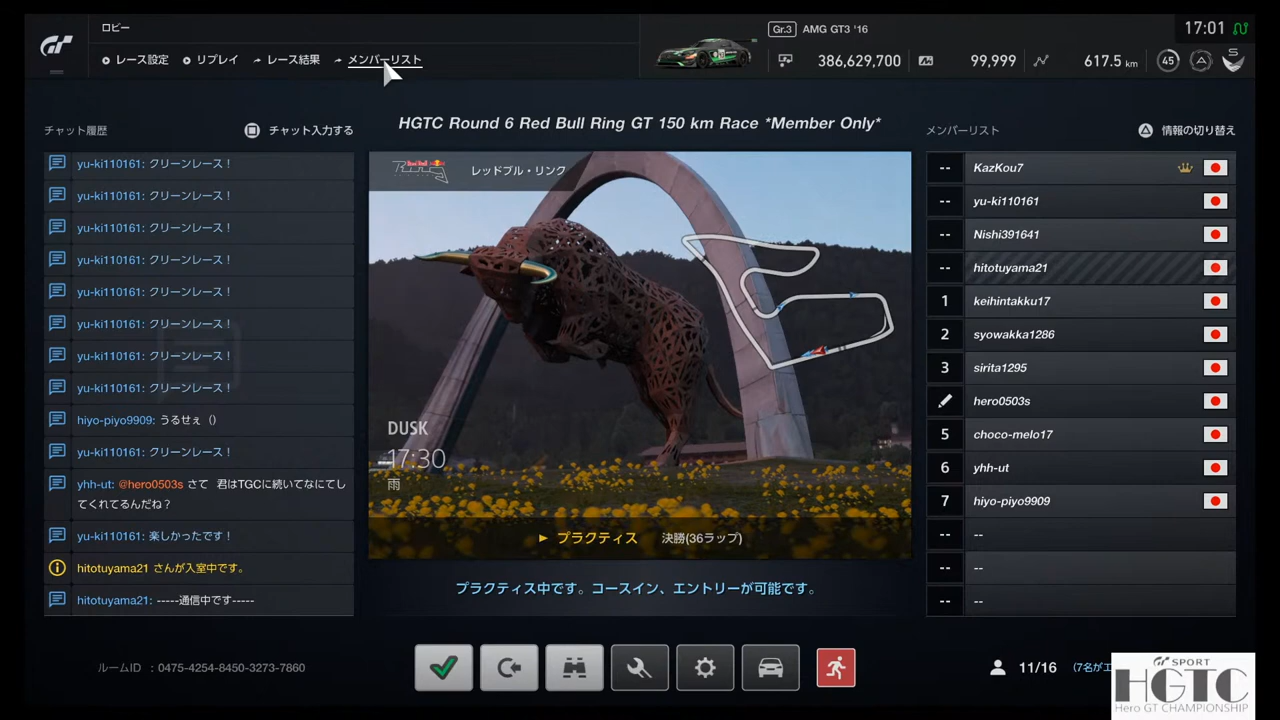 ロビー
Gr.3 AMG GT3 '16
17:01
レース設定 リプレイ レース結果 メンバーリスト
386,629,700 99,999 617.5 km 45 S
チャット履歴 チャット入力する
HGTC Round 6 Red Bull Ring GT 150 km Race *Member Only*
メンバーリスト 情報の切り替え
yu-ki110161: クリーンレース！
yu-ki110161: クリーンレース！
yu-ki110161: クリーンレース！
yu-ki110161: クリーンレース！
yu-ki110161: クリーンレース！
yu-ki110161: クリーンレース！
yu-ki110161: クリーンレース！
yu-ki110161: クリーンレース！
hiyo-piyo9909: うるせぇ（）
yu-ki110161: クリーンレース！
yhh-ut: @hero0503s さて 君はTGCに続いてなにてし
てくれてるんだね？
yu-ki110161: 楽しかったです！
hitotuyama21 さんが入室中です。
hitotuyama21: -----通信中です-----
レッドブル・リンク
DUSK
17:30
雨
プラクティス 決勝(36ラップ)
プラクティス中です。コースイン、エントリーが可能です。
-- KazKou7
-- yu-ki110161
-- Nishi391641
-- hitotuyama21
1 keihintakku17
2 syowakka1286
3 sirita1295
hero0503s
5 choco-melo17
6 yhh-ut
7 hiyo-piyo9909
-- --
-- --
-- --
ルームID ：0475-4254-8450-3273-7860
11/16 (7名が
SPORT
HGTC
Hero GT CHAMPIONSHIP